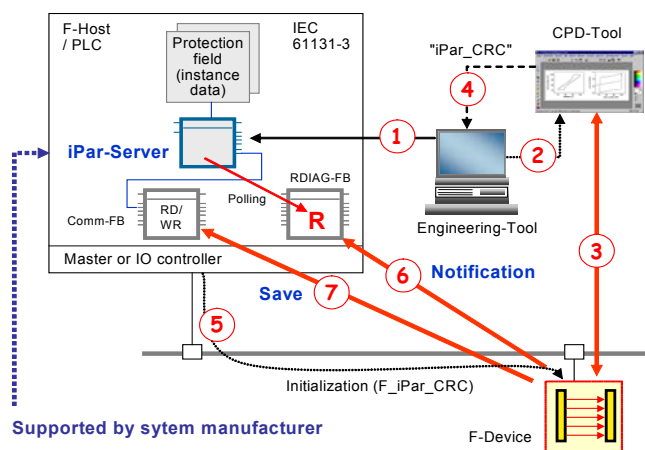 F-Host
/ PLC
IEC
61131-3
Protection
field
(instance
data)
"iPar_CRC"
CPD-Tool
4
1
2
iPar-Server
RDIAG-FB
Polling
Engineering-Tool
Comm-FB
RD/
WR
R
3
Master or IO controller
6
Notification
Save
7
5
Initialization (F_iPar_CRC)
Supported by sytem manufacturer
F-Device